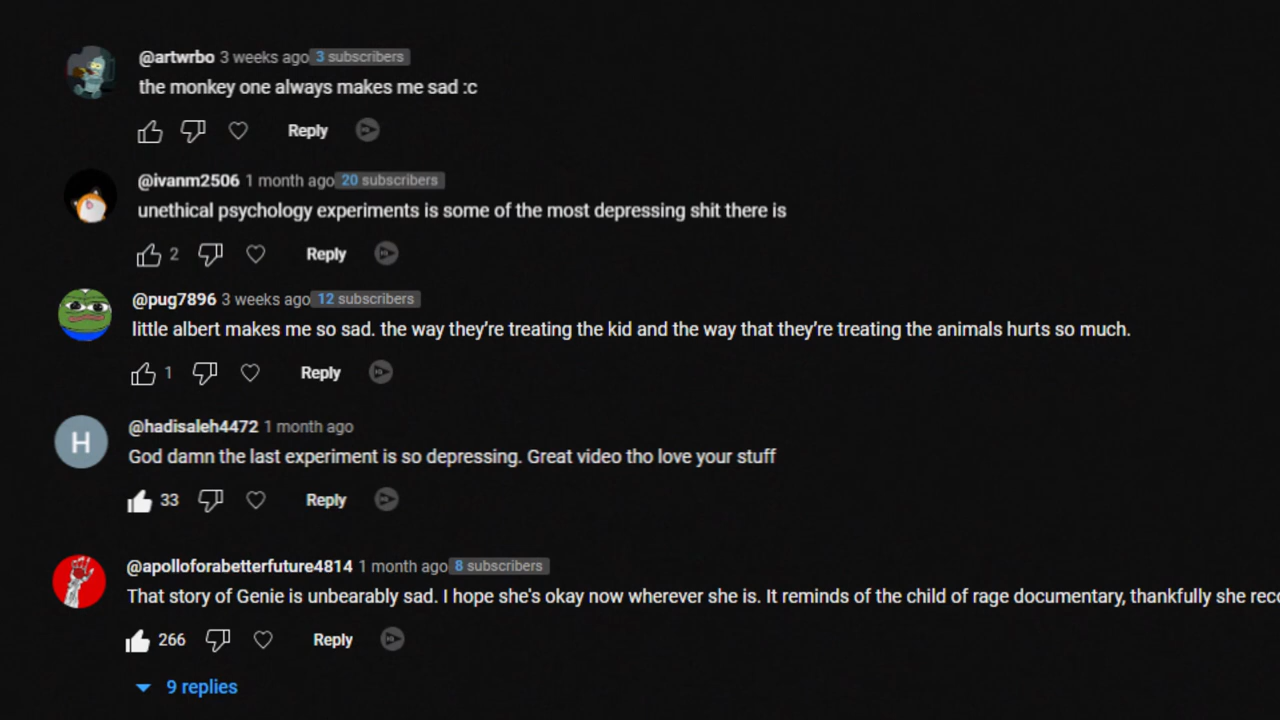 @artwrbo 3 weeks ago 3 subscribers
the monkey one always makes me sad :c
Reply
@ivanm2506 1 month ago 20 subscribers
unethical psychology experiments is some of the most depressing shit there is
2 Reply
@pug7896 3 weeks ago 12 subscribers
little albert makes me so sad. the way they're treating the kid and the way that they're treating the animals hurts so much.
1 Reply
H @hadisaleh4472 1 month ago
God damn the last experiment is so depressing. Great video tho love your stuff
33 Reply
@apolloforabetterfuture4814 1 month ago 8 subscribers
That story of Genie is unbearably sad. I hope she's okay now wherever she is. It reminds of the child of rage documentary, thankfully she reco
266 Reply
9 replies